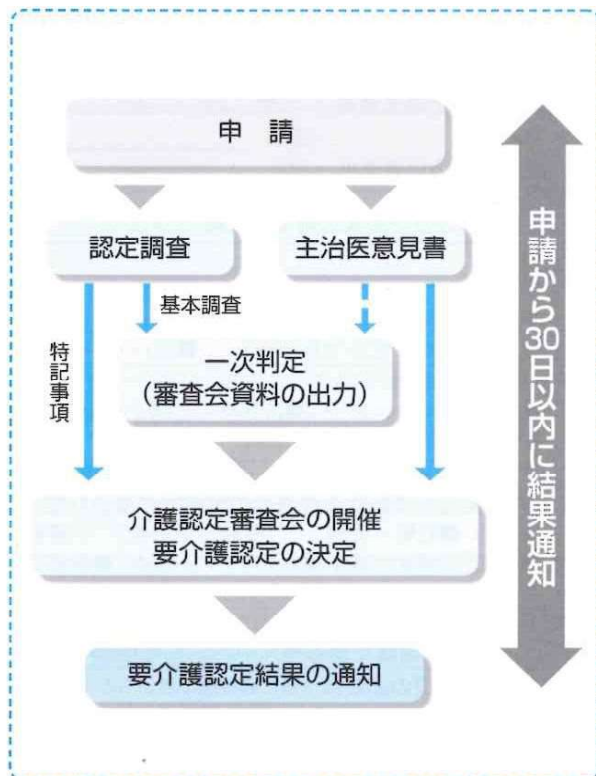 申 請
認定調査
主治医意見書
基本調査
特記事項
一次判定
（審査会資料の出力）
介護認定審査会の開催
要介護認定の決定
要介護認定結果の通知
申請から30日以内に結果通知